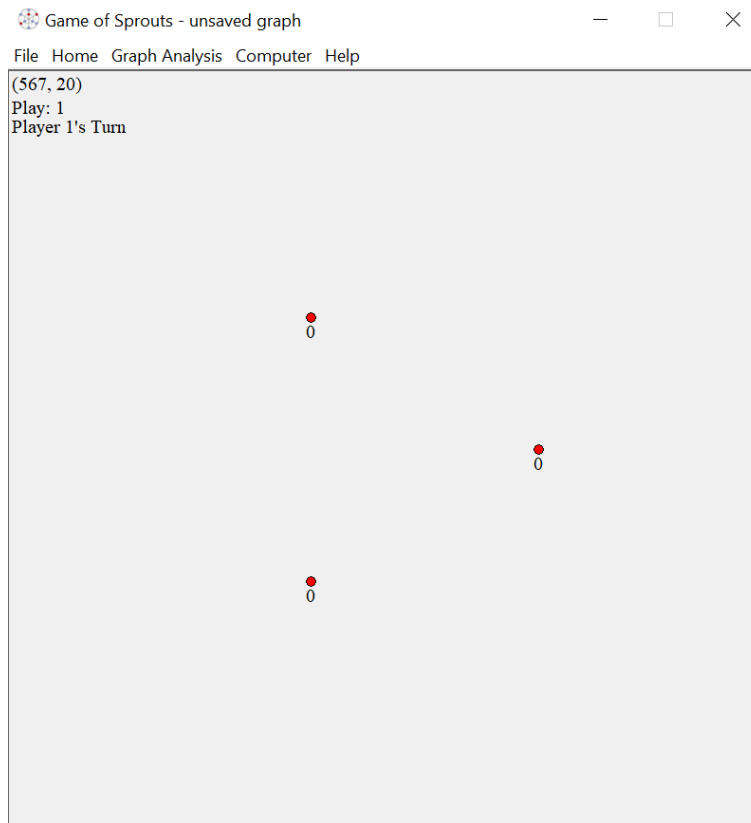 Game of Sprouts - unsaved graph
File Home Graph Analysis Computer Help
(567, 20)
Play: 1
Player 1's Turn
0
0
0